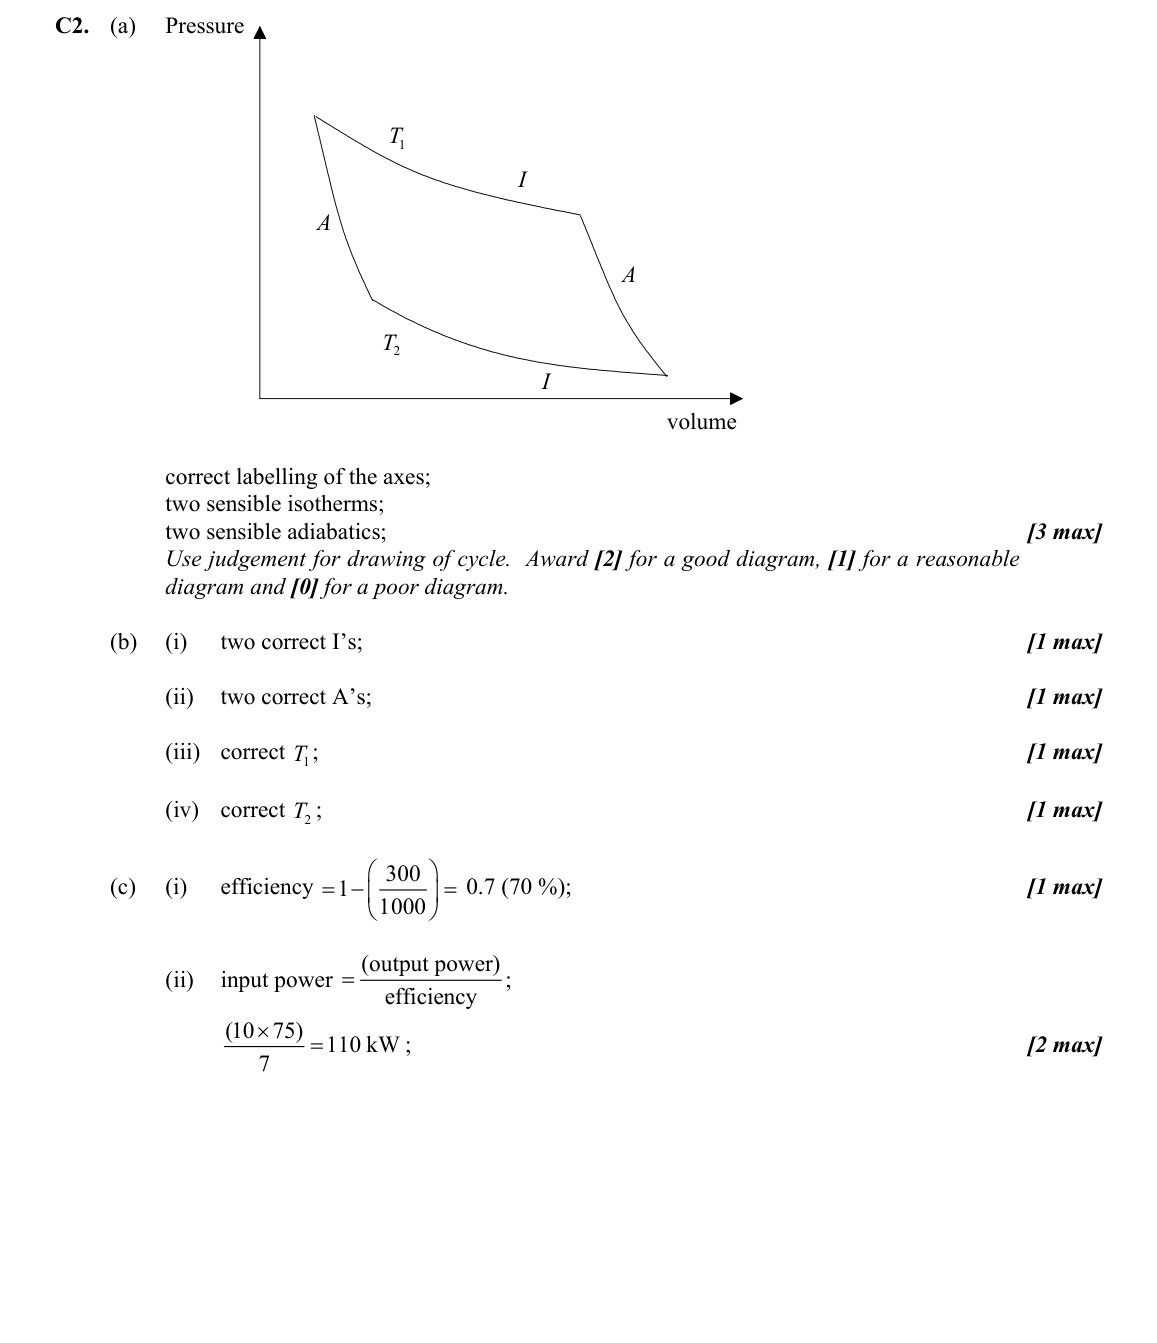 C2. (a) Pressure
T₁
I
A
A
T₂
I
volume
correct labelling of the axes;
two sensible isotherms;
two sensible adiabatics; [3 max]
Use judgement for drawing of cycle. Award [2] for a good diagram, [1] for a reasonable
diagram and [0] for a poor diagram.
(b) (i) two correct I's; [1 max]
(ii) two correct A's; [1 max]
(iii) correct T₁; [1 max]
(iv) correct T₂; [1 max]
(c) (i) efficiency = 1 − (300/1000) = 0.7 (70 %); [1 max]
(ii) input power = (output power)/efficiency;
(10×75)/7 = 110 kW; [2 max]